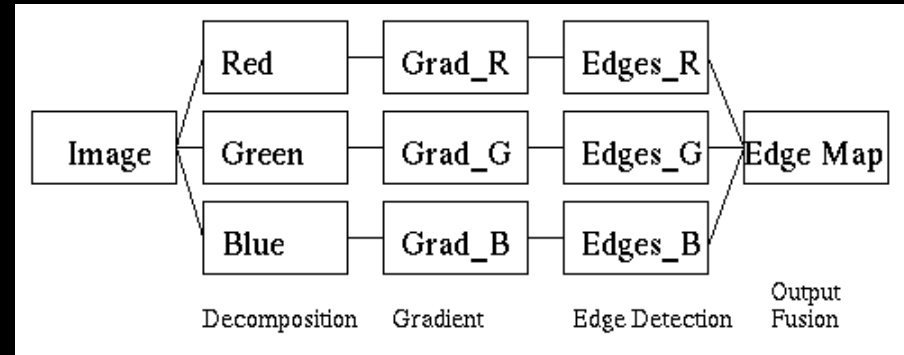 Red Grad_R Edges_R
Image Green Grad_G Edges_G Edge Map
Blue Grad_B Edges_B
Decomposition Gradient Edge Detection Output
Fusion